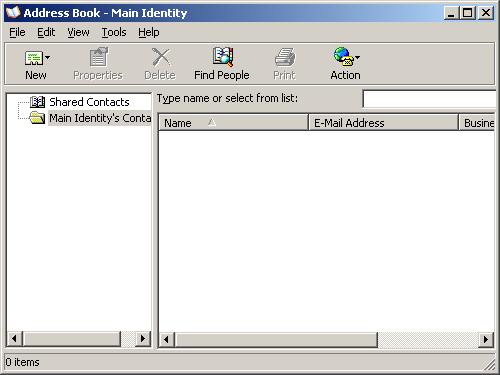 Address Book - Main Identity
File Edit View Tools Help
New Properties Delete Find People Print Action
Type name or select from list:
Shared Contacts
Main Identity's Conta
Name E-Mail Address Busine
0 items